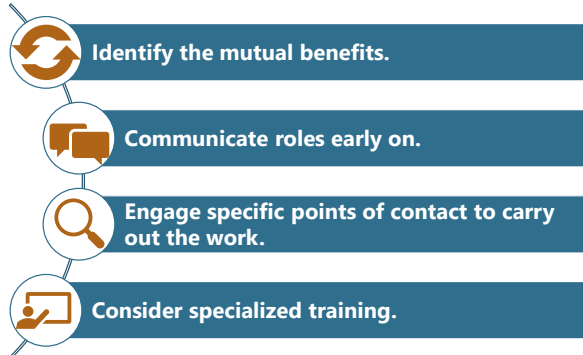 Identify the mutual benefits.
Communicate roles early on.
Engage specific points of contact to carry
out the work.
Consider specialized training.